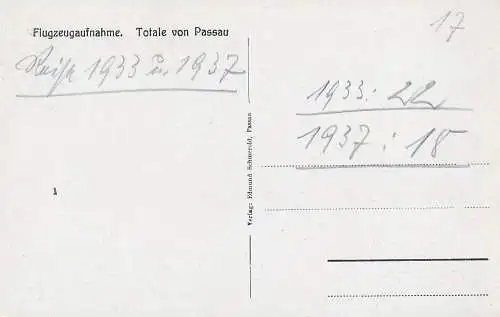 Flugzeugaufnahme. Totale von Passau
17
Reise 1933 u. 1937
1933: 22
1937: 18
Verlag: Edmund Schmerold, Passau
1